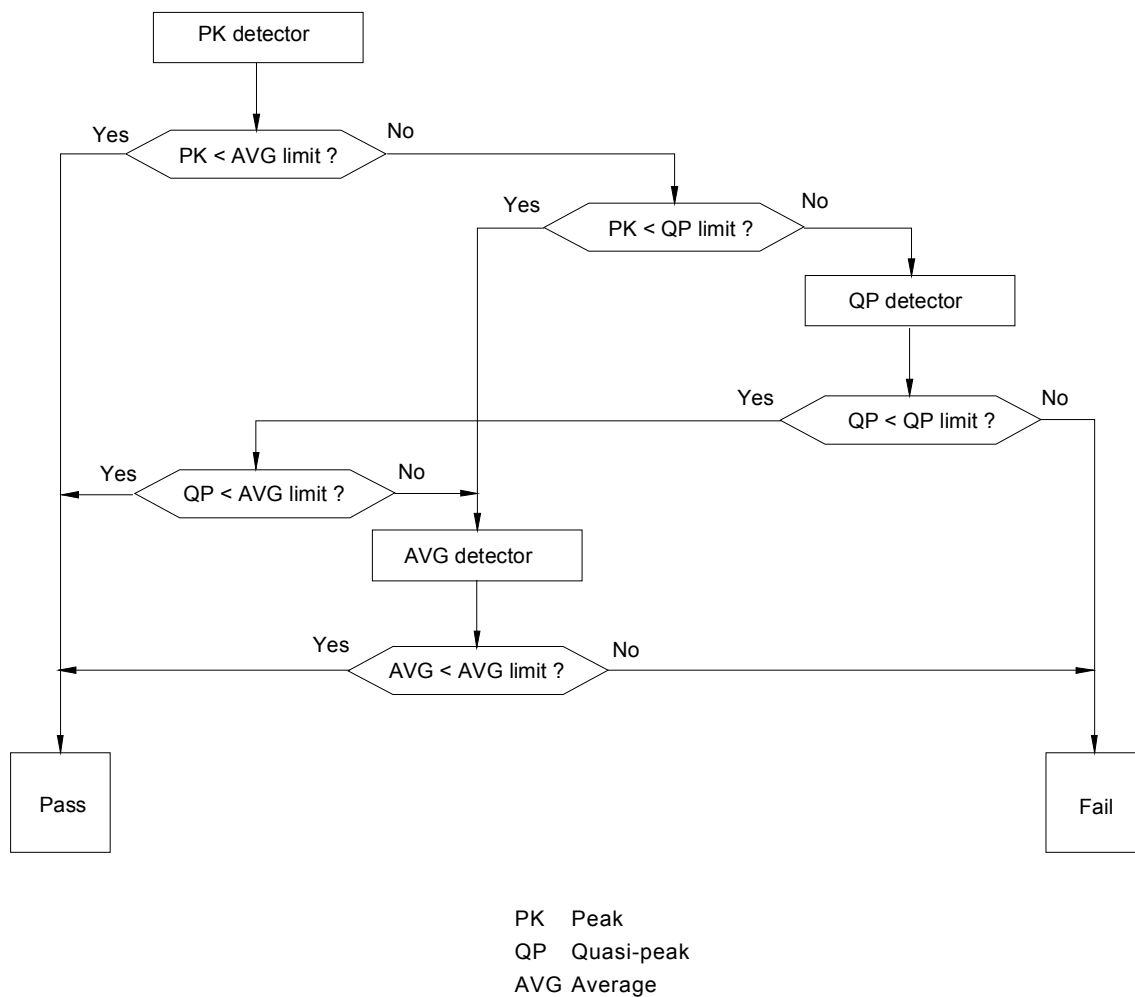 PK detector
Yes
No
PK < AVG limit ?
Yes
No
PK < QP limit ?
QP detector
Yes
No
QP < QP limit ?
Yes
No
QP < AVG limit ?
AVG detector
Yes
No
AVG < AVG limit ?
Pass
Fail
PK Peak
QP Quasi-peak
AVG Average